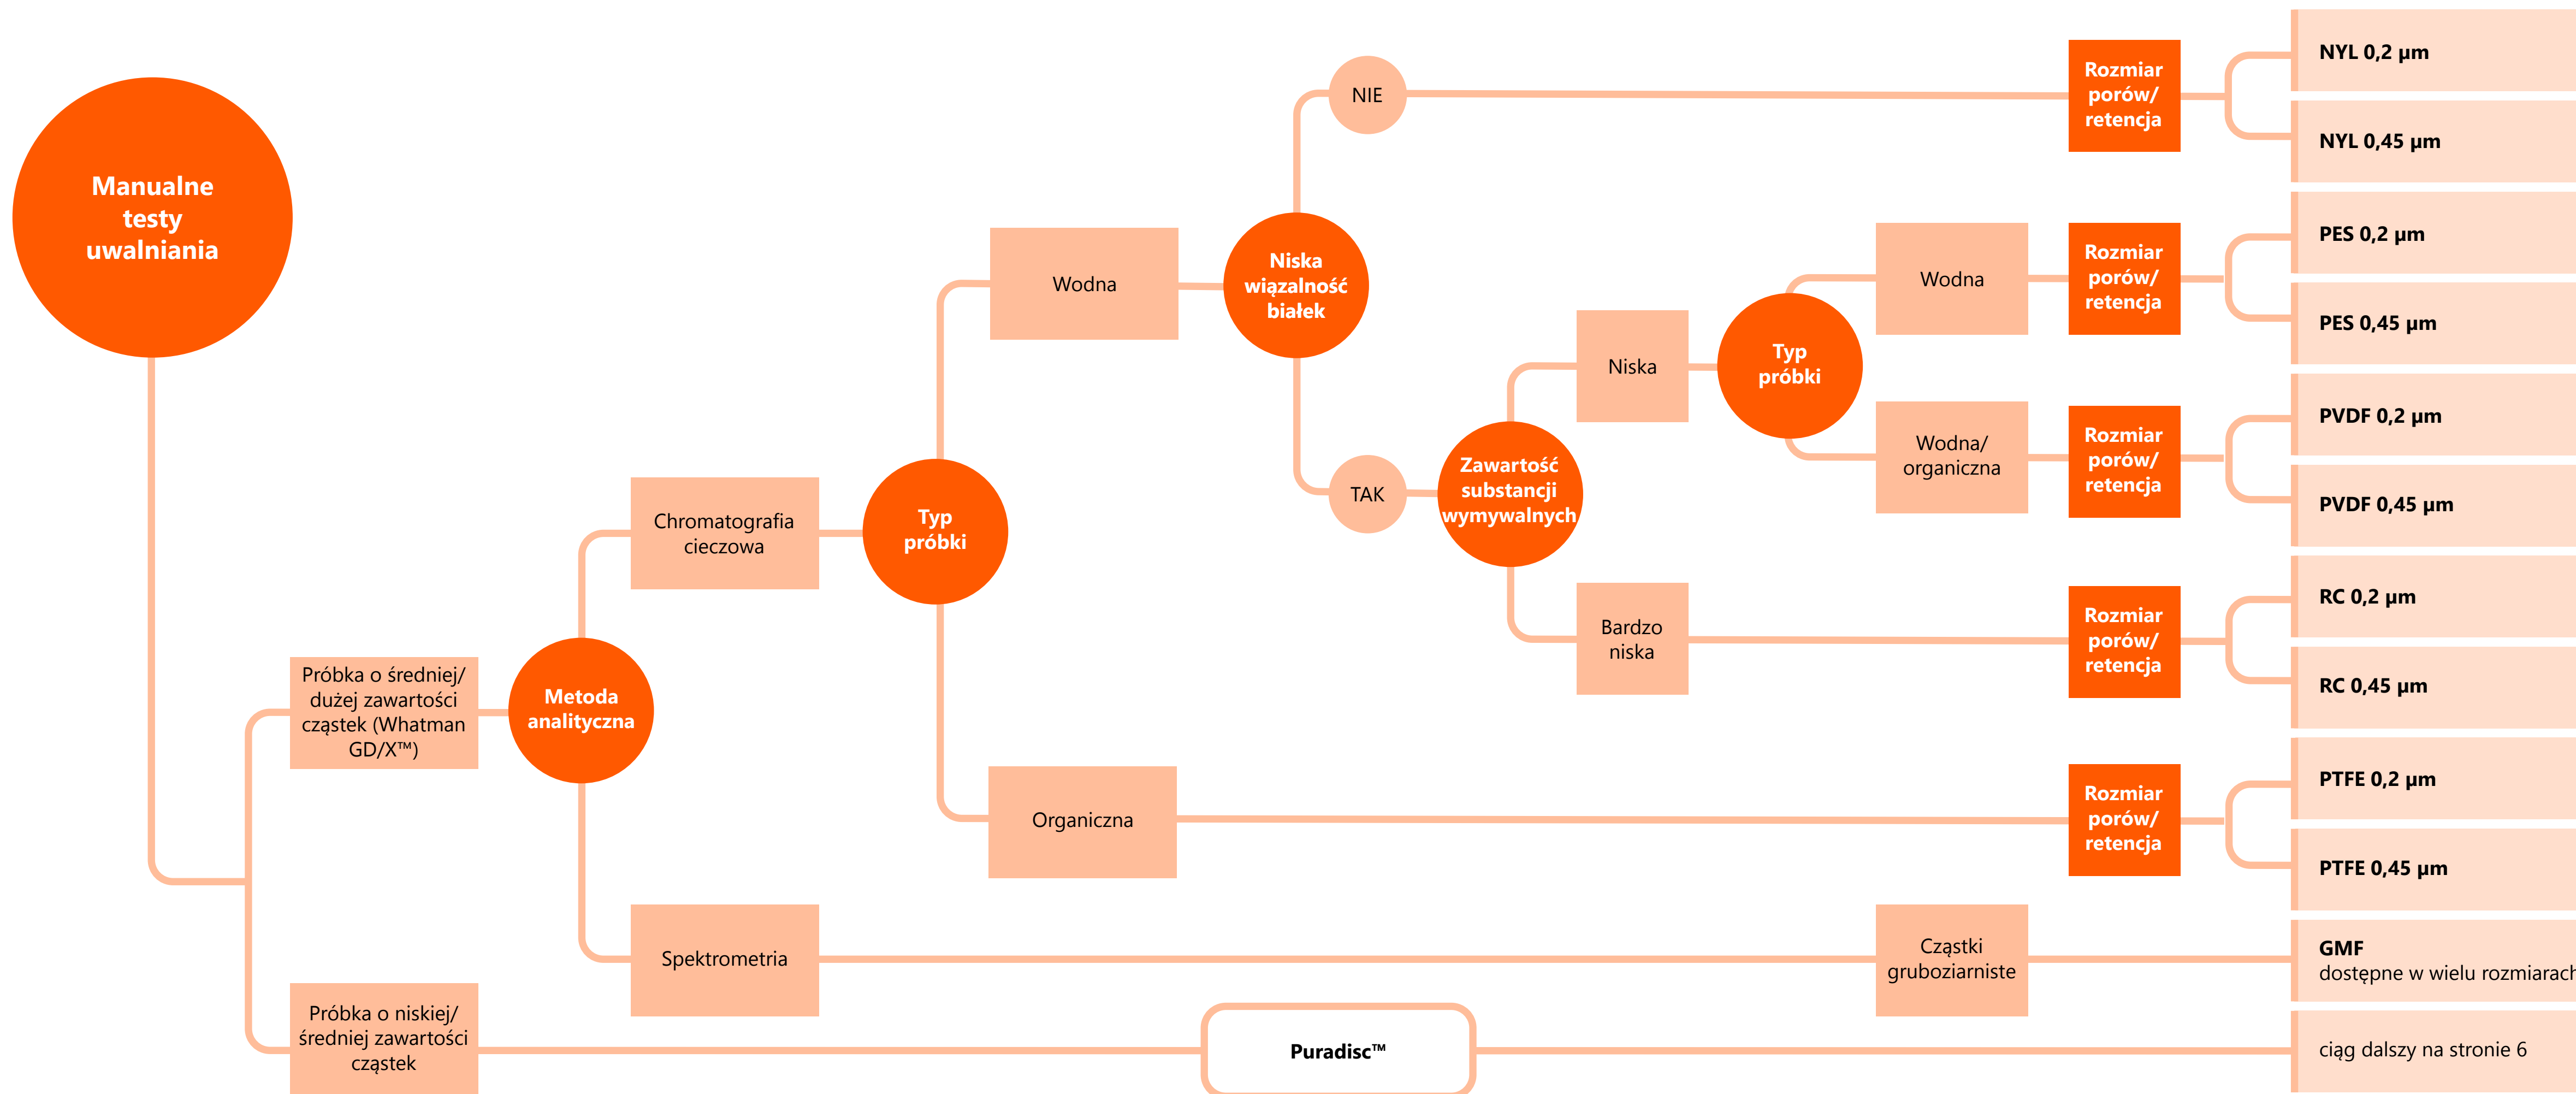 Manualne
testy
uwalniania
Próbka o średniej/
dużej zawartości
cząstek (Whatman
GD/X™)
Próbka o niskiej/
średniej zawartości
cząstek
Metoda
analityczna
Chromatografia
cieczowa
Spektrometria
Typ
próbki
Wodna
Organiczna
Niska
wiązalność
białek
NIE
TAK
Zawartość
substancji
wymywalnych
Niska
Bardzo
niska
Typ
próbki
Wodna
Wodna/
organiczna
Cząstki
gruboziarniste
Puradisc™
Rozmiar
porów/
retencja
Rozmiar
porów/
retencja
Rozmiar
porów/
retencja
Rozmiar
porów/
retencja
Rozmiar
porów/
retencja
NYL 0,2 µm
NYL 0,45 µm
PES 0,2 µm
PES 0,45 µm
PVDF 0,2 µm
PVDF 0,45 µm
RC 0,2 µm
RC 0,45 µm
PTFE 0,2 µm
PTFE 0,45 µm
GMF
dostępne w wielu rozmiarach
ciąg dalszy na stronie 6